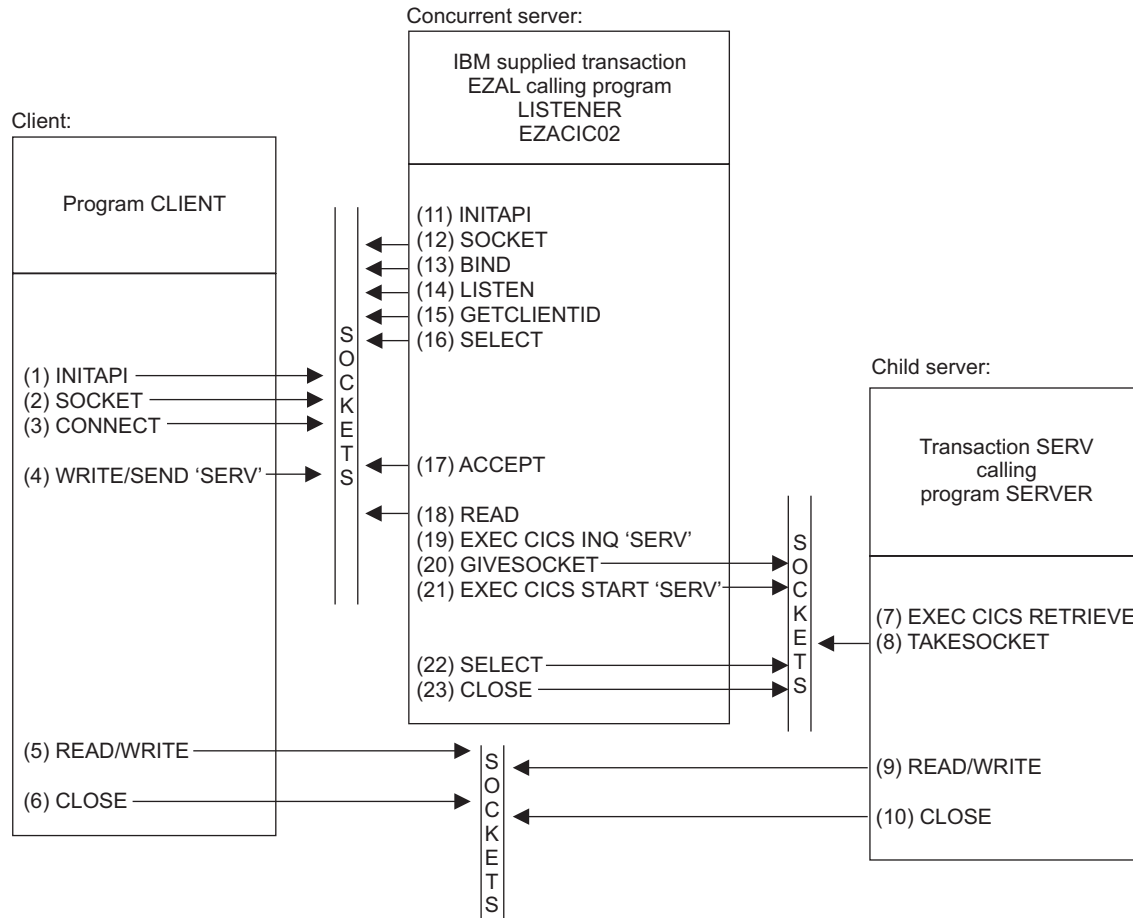 Concurrent server:
IBM supplied transaction
EZAL calling program
LISTENER
EZACIC02
Client:
Program CLIENT
(11) INITAPI
(12) SOCKET
(13) BIND
(14) LISTEN
(15) GETCLIENTID
(16) SELECT
SOCKETS
(1) INITAPI
(2) SOCKET
(3) CONNECT
(4) WRITE/SEND ‘SERV’
(17) ACCEPT
(18) READ
(19) EXEC CICS INQ ‘SERV’
(20) GIVESOCKET
(21) EXEC CICS START ‘SERV’
(22) SELECT
(23) CLOSE
SOCKETS
Child server:
Transaction SERV
calling
program SERVER
(7) EXEC CICS RETRIEVE
(8) TAKESOCKET
(5) READ/WRITE
(6) CLOSE
SOCKETS
(9) READ/WRITE
(10) CLOSE